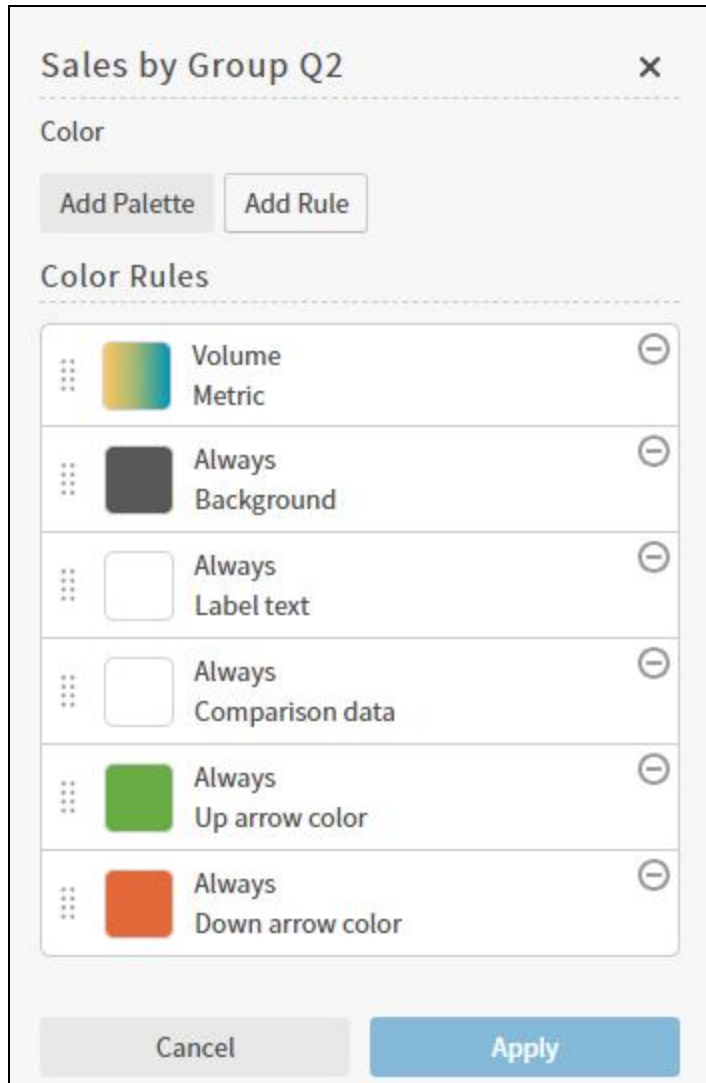 Sales by Group Q2
Color
Add Palette Add Rule
Color Rules
Volume
Metric
Always
Background
Always
Label text
Always
Comparison data
Always
Up arrow color
Always
Down arrow color
Cancel Apply